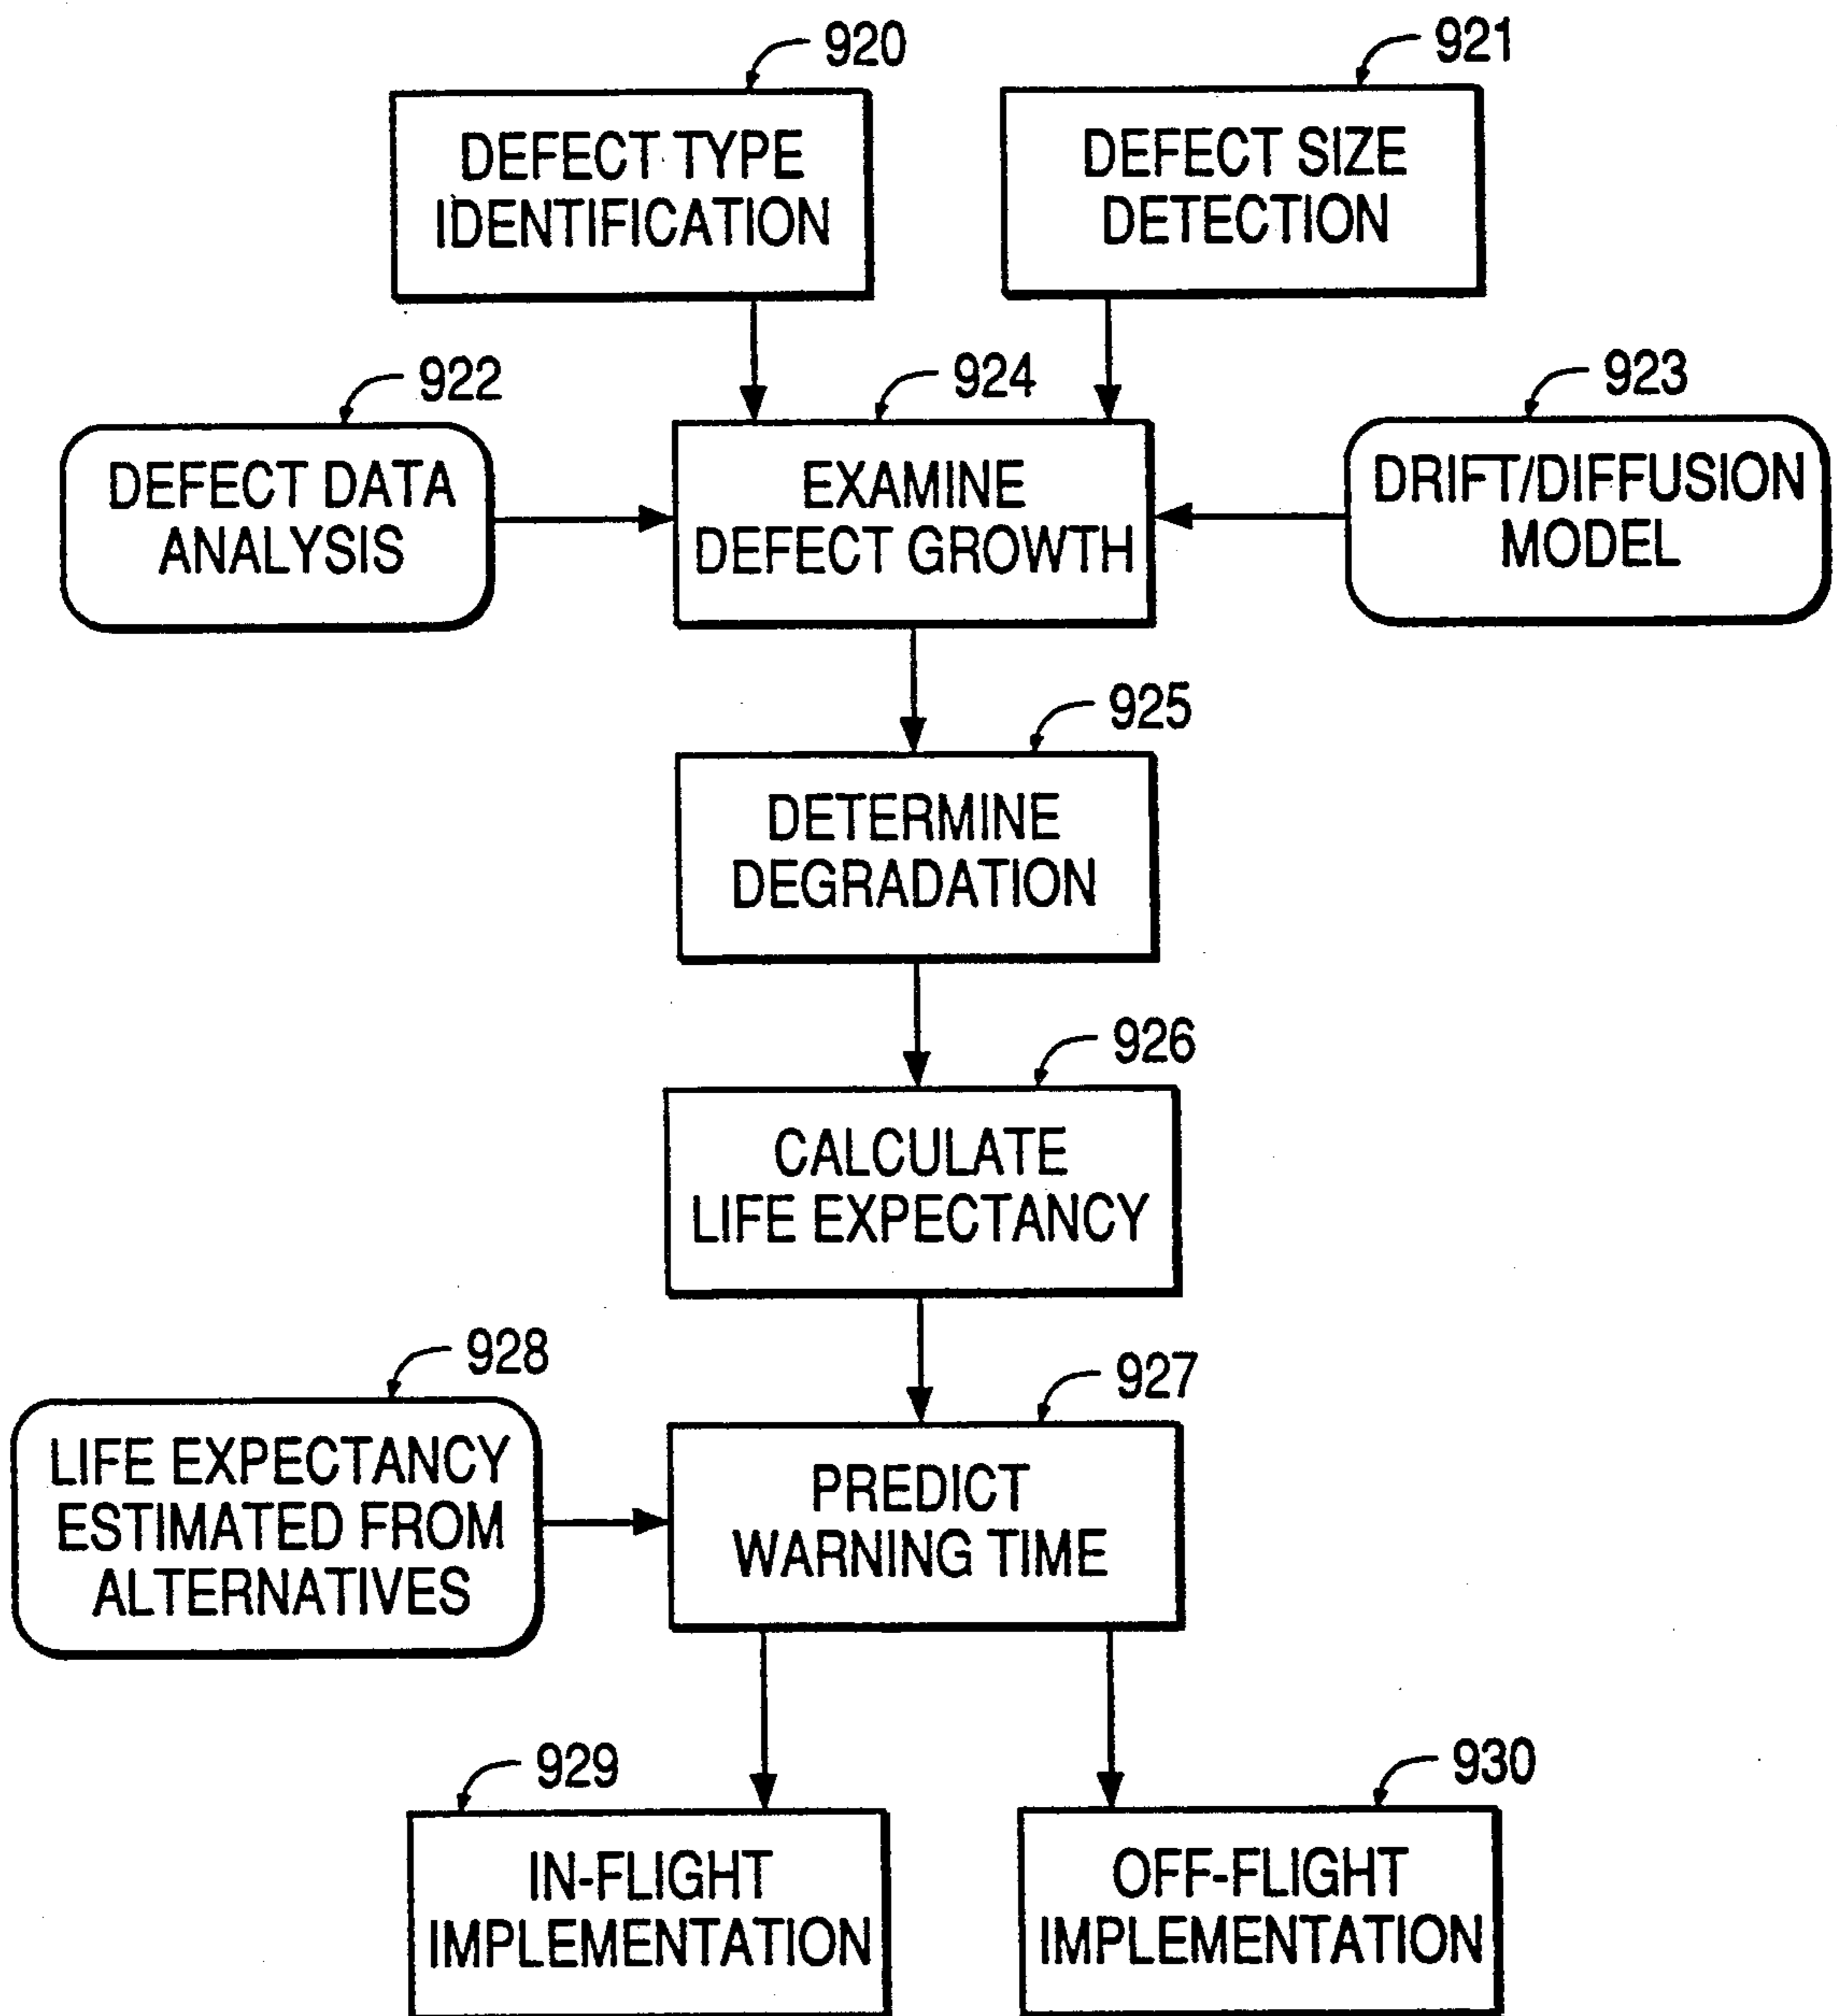 920
921
DEFECT TYPE
IDENTIFICATION
DEFECT SIZE
DETECTION
922
924
923
DEFECT DATA
ANALYSIS
EXAMINE
DEFECT GROWTH
DRIFT/DIFFUSION
MODEL
925
DETERMINE
DEGRADATION
926
CALCULATE
LIFE EXPECTANCY
928
927
LIFE EXPECTANCY
ESTIMATED FROM
ALTERNATIVES
PREDICT
WARNING TIME
929
930
IN-FLIGHT
IMPLEMENTATION
OFF-FLIGHT
IMPLEMENTATION